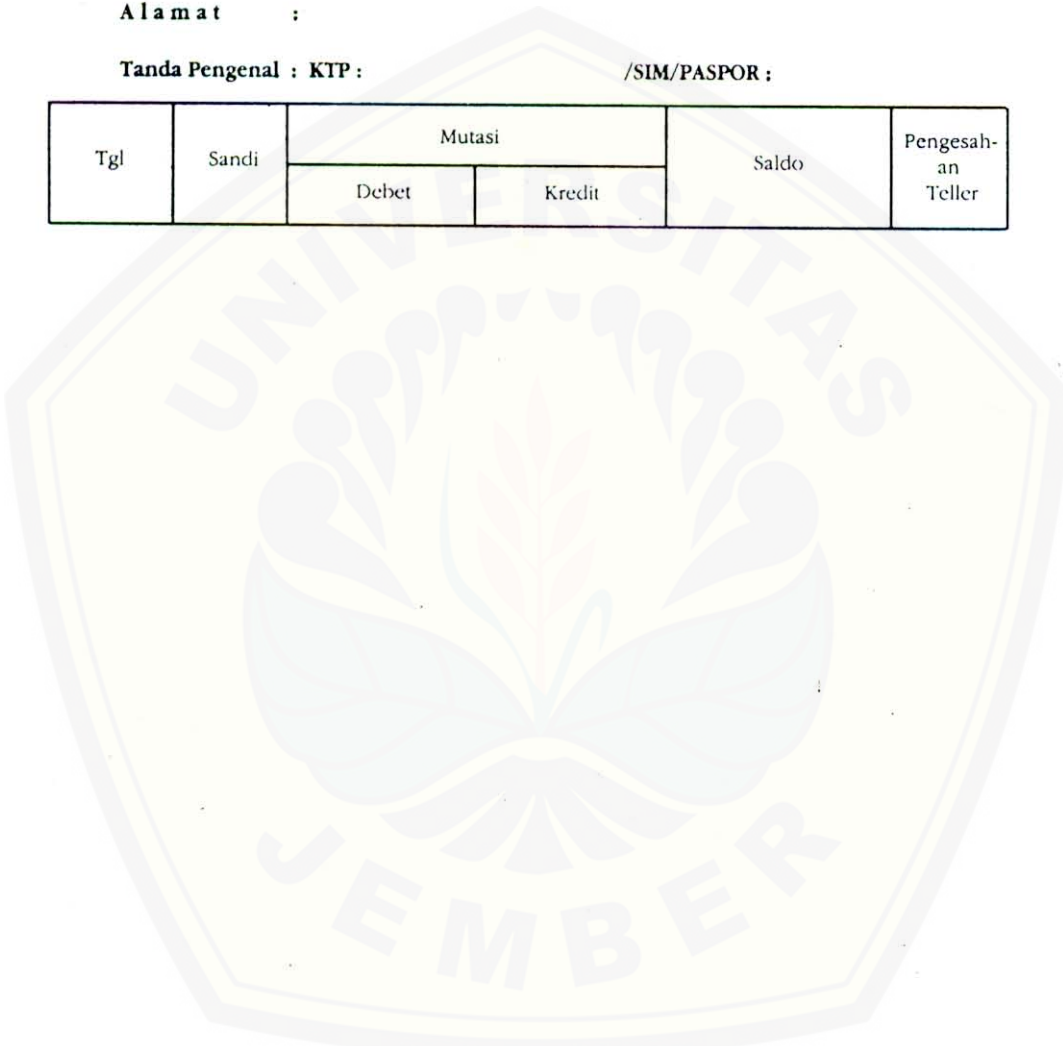 Alamat :
Tanda Pengenal : KTP : /SIM/PASPOR :
Tgl Sandi Mutasi Saldo Pengesah-
an
Teller
Debet Kredit
UNIVERSITAS
JEMBER